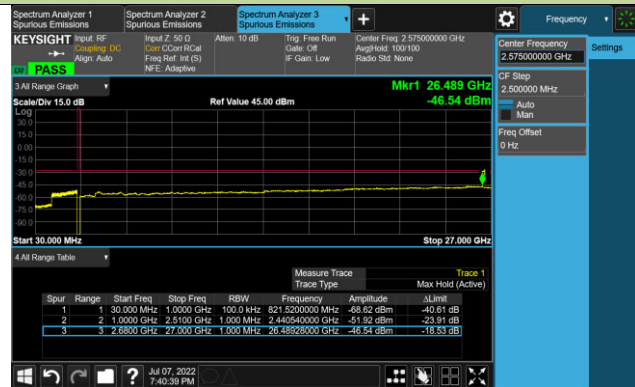 Spectrum Analyzer 1
Spurious Emissions
Spectrum Analyzer 2
Spurious Emissions
Spectrum Analyzer 3
Spurious Emissions
Frequency
KEYSIGHT
Input: RF
Coupling: DC
Align: Auto
Input Z: 50 Ω
Corr CCorr RCal
Freq Ref: Int (S)
NFE: Adaptive
Atten: 10 dB
Trig: Free Run
Gate: Off
IF Gain: Low
Center Freq: 2.575000000 GHz
Avg|Hold: 100/100
Radio Std: None
PASS
Center Frequency
2.575000000 GHz
Settings
CF Step
2.500000 MHz
Auto
Man
Freq Offset
0 Hz
3 All Range Graph
Mkr1 26.489 GHz
Scale/Div 15.0 dB
Ref Value 45.00 dBm
-46.54 dBm
Log
30.0
15.0
0.00
-15.0
-30.0
-45.0
-60.0
-75.0
-90.0
Start 30.000 MHz
Stop 27.000 GHz
4 All Range Table
Measure Trace Trace 1
Trace Type Max Hold (Active)
Spur Range Start Freq Stop Freq RBW Frequency Amplitude ΔLimit
1 1 30.000 MHz 1.0000 GHz 100.0 kHz 821.5200000 MHz -68.62 dBm -40.61 dB
2 2 1.0000 GHz 2.5100 GHz 1.000 MHz 2.440540000 GHz -51.92 dBm -23.91 dB
3 3 2.6800 GHz 27.000 GHz 1.000 MHz 26.48928000 GHz -46.54 dBm -18.53 dB
Jul 07, 2022
7:40:39 PM